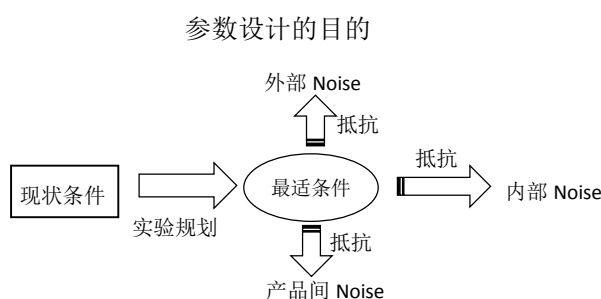 参数设计的目的
外部 Noise
抵抗
抵抗
现状条件
最适条件
内部 Noise
实验规划
抵抗
产品间 Noise